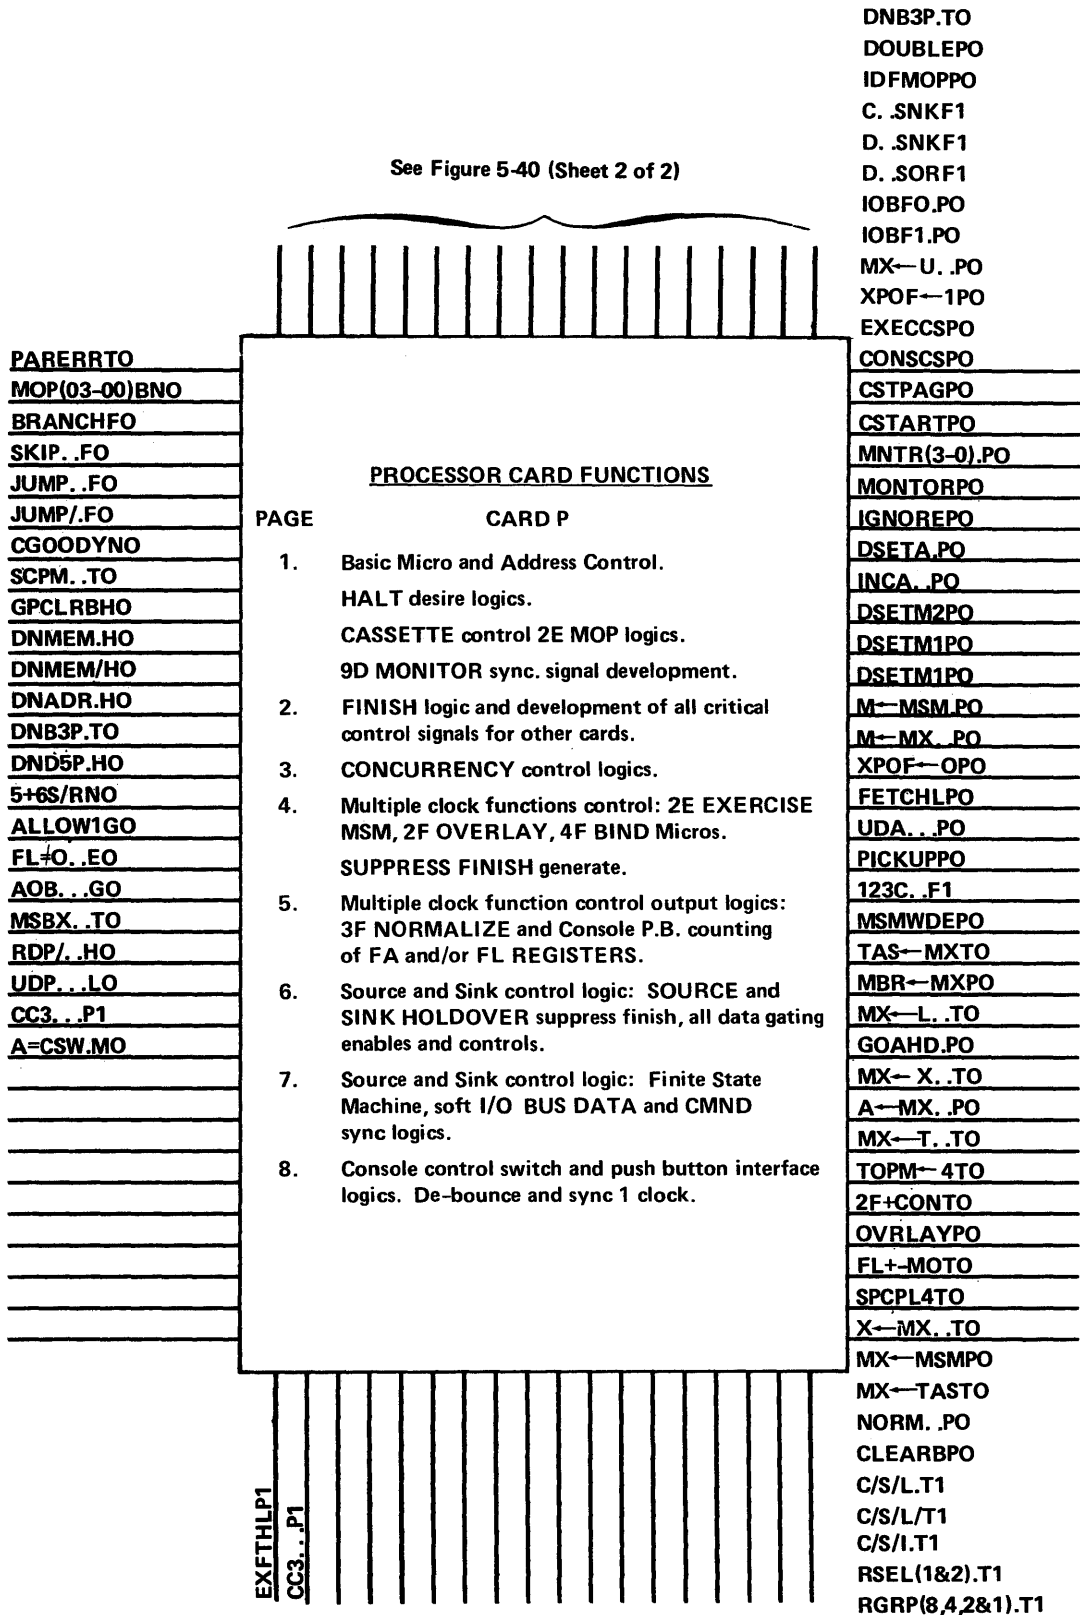 See Figure 5-40 (Sheet 2 of 2)
PARERRTO
MOP(03-00)BNO
BRANCHFO
SKIP. .FO
JUMP. .FO
JUMP/.FO
CGOODYNO
SCPM. .TO
GPCLRBHO
DNMEM.HO
DNMEM/HO
DNADR.HO
DNB3P.TO
DND5P.HO
5+6S/RNO
ALLOW1GO
FL≠O. .EO
AOB. . .GO
MSBX. .TO
RDP/. .HO
UDP. . .LO
CC3. . .P1
A=CSW.MO
PROCESSOR CARD FUNCTIONS
PAGE CARD P
1. Basic Micro and Address Control.
HALT desire logics.
CASSETTE control 2E MOP logics.
9D MONITOR sync. signal development.
2. FINISH logic and development of all critical
control signals for other cards.
3. CONCURRENCY control logics.
4. Multiple clock functions control: 2E EXERCISE
MSM, 2F OVERLAY, 4F BIND Micros.
SUPPRESS FINISH generate.
5. Multiple clock function control output logics:
3F NORMALIZE and Console P.B. counting
of FA and/or FL REGISTERS.
6. Source and Sink control logic: SOURCE and
SINK HOLDOVER suppress finish, all data gating
enables and controls.
7. Source and Sink control logic: Finite State
Machine, soft I/O BUS DATA and CMND
sync logics.
8. Console control switch and push button interface
logics. De-bounce and sync 1 clock.
DNB3P.TO
DOUBLEPO
IDFMOPPO
C. .SNKF1
D. .SNKF1
D. .SORF1
IOBFO.PO
IOBF1.PO
MX←U. .PO
XPOF←1PO
EXECCSPO
CONSCSPO
CSTPAGPO
CSTARTPO
MNTR(3-0).PO
MONTORPO
IGNOREPO
DSETA.PO
INCA. .PO
DSETM2PO
DSETM1PO
DSETM1PO
M←MSM.PO
M←MX. .PO
XPOF←OPO
FETCHLPO
UDA. . .PO
PICKUPPO
123C. .F1
MSMWDEPO
TAS←MXTO
MBR←MXPO
MX←L. .TO
GOAHD.PO
MX← X. .TO
A←MX. .PO
MX←T. .TO
TOPM←4TO
2F+CONTO
OVRLAYPO
FL+-MOTO
SPCPL4TO
X←MX. .TO
MX←MSMPO
MX←TASTO
NORM. .PO
CLEARBPO
C/S/L.T1
C/S/L/T1
C/S/I.T1
RSEL(1&2).T1
RGRP(8,4,2&1).T1
EXFTHLP1
CC3. . .P1